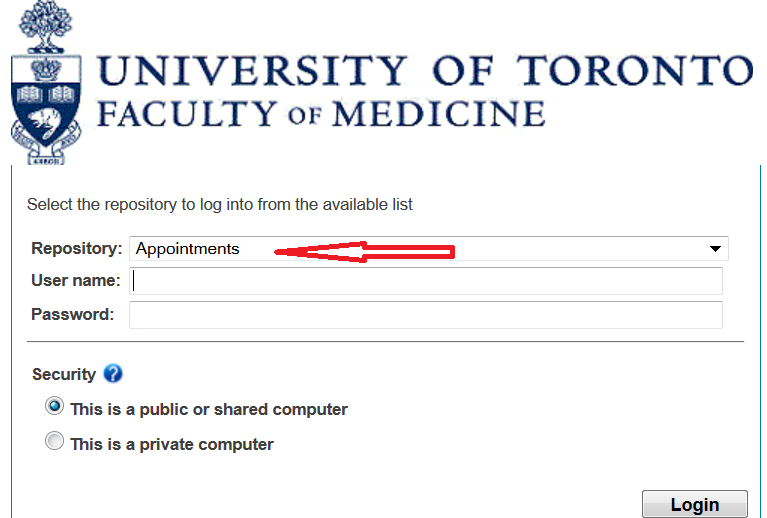 UNIVERSITY OF TORONTO
FACULTY OF MEDICINE
Select the repository to log into from the available list
Repository: Appointments
User name:
Password:
Security ?
This is a public or shared computer
This is a private computer
Login